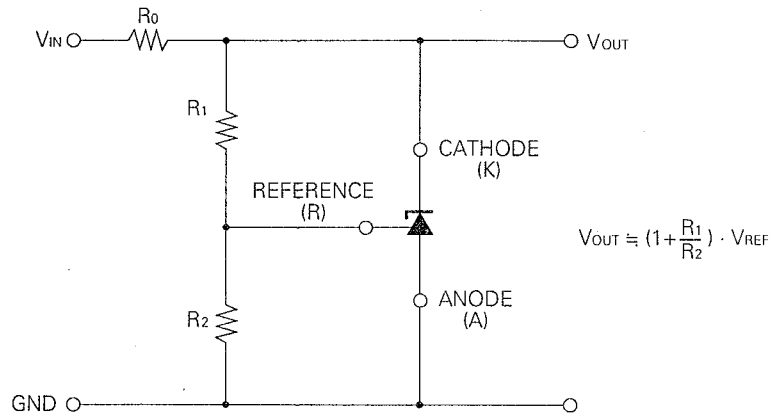 R0
VIN
VOUT
R1
CATHODE
(K)
REFERENCE
(R)
VOUT ≒ (1+R1/R2) · VREF
ANODE
(A)
R2
GND